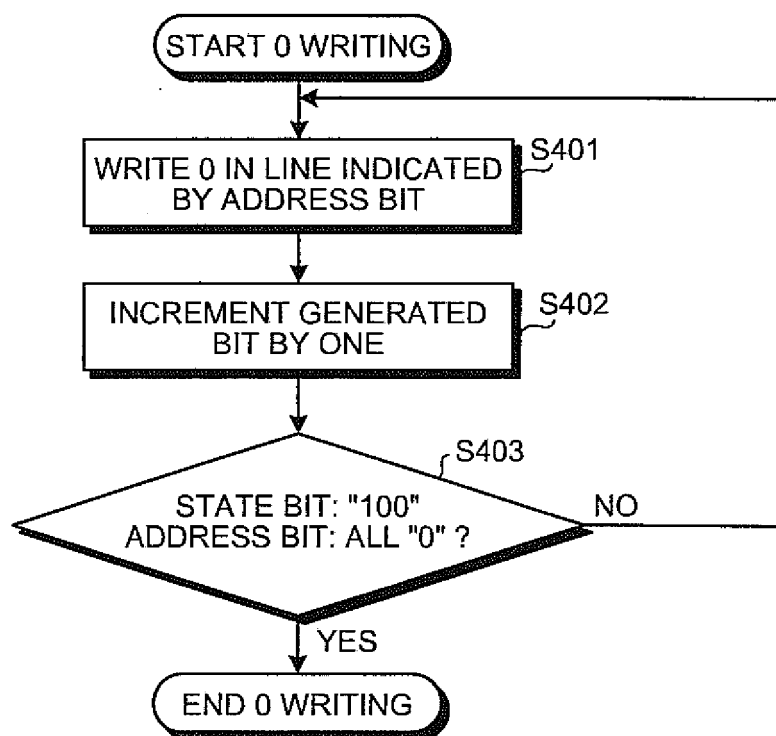 START 0 WRITING
WRITE 0 IN LINE INDICATED
BY ADDRESS BIT
S401
INCREMENT GENERATED
BIT BY ONE
S402
S403
STATE BIT: "100"
ADDRESS BIT: ALL "0" ?
NO
YES
END 0 WRITING